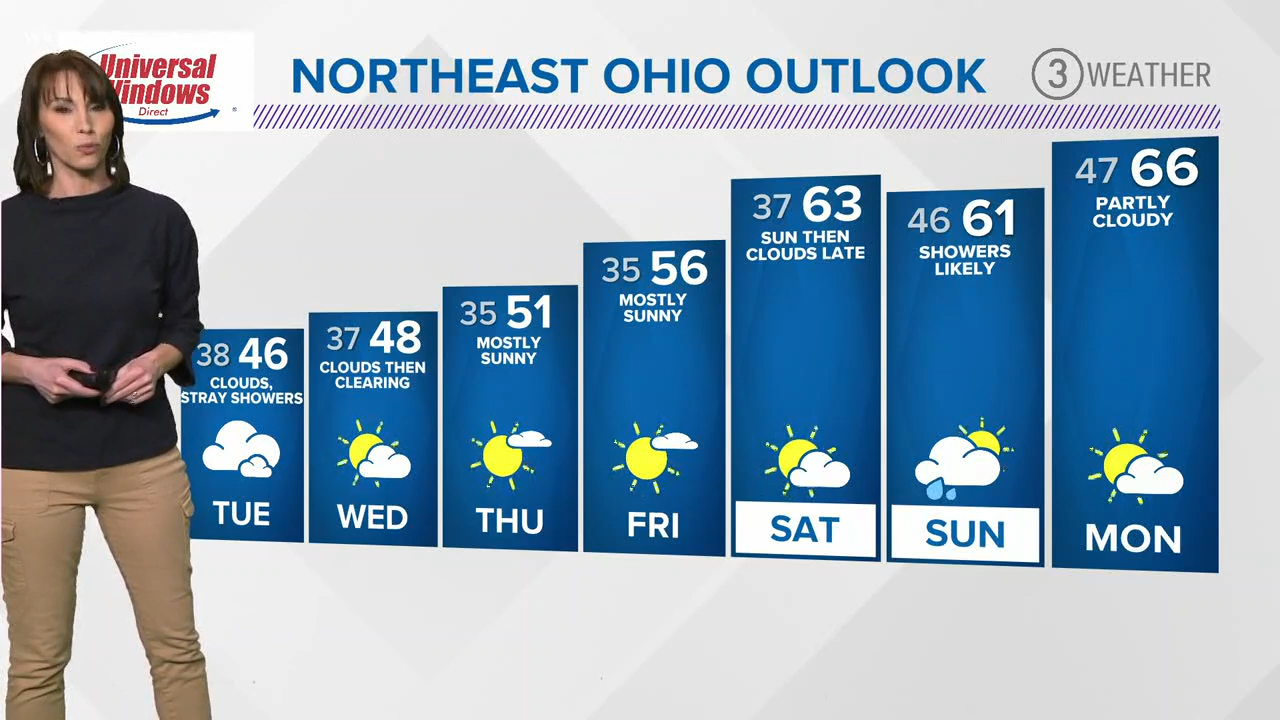 Universal
Windows
Direct
NORTHEAST OHIO OUTLOOK
3 WEATHER
38 46
CLOUDS,
STRAY SHOWERS
TUE
37 48
CLOUDS THEN
CLEARING
WED
35 51
MOSTLY
SUNNY
THU
35 56
MOSTLY
SUNNY
FRI
37 63
SUN THEN
CLOUDS LATE
SAT
46 61
SHOWERS
LIKELY
SUN
47 66
PARTLY
CLOUDY
MON